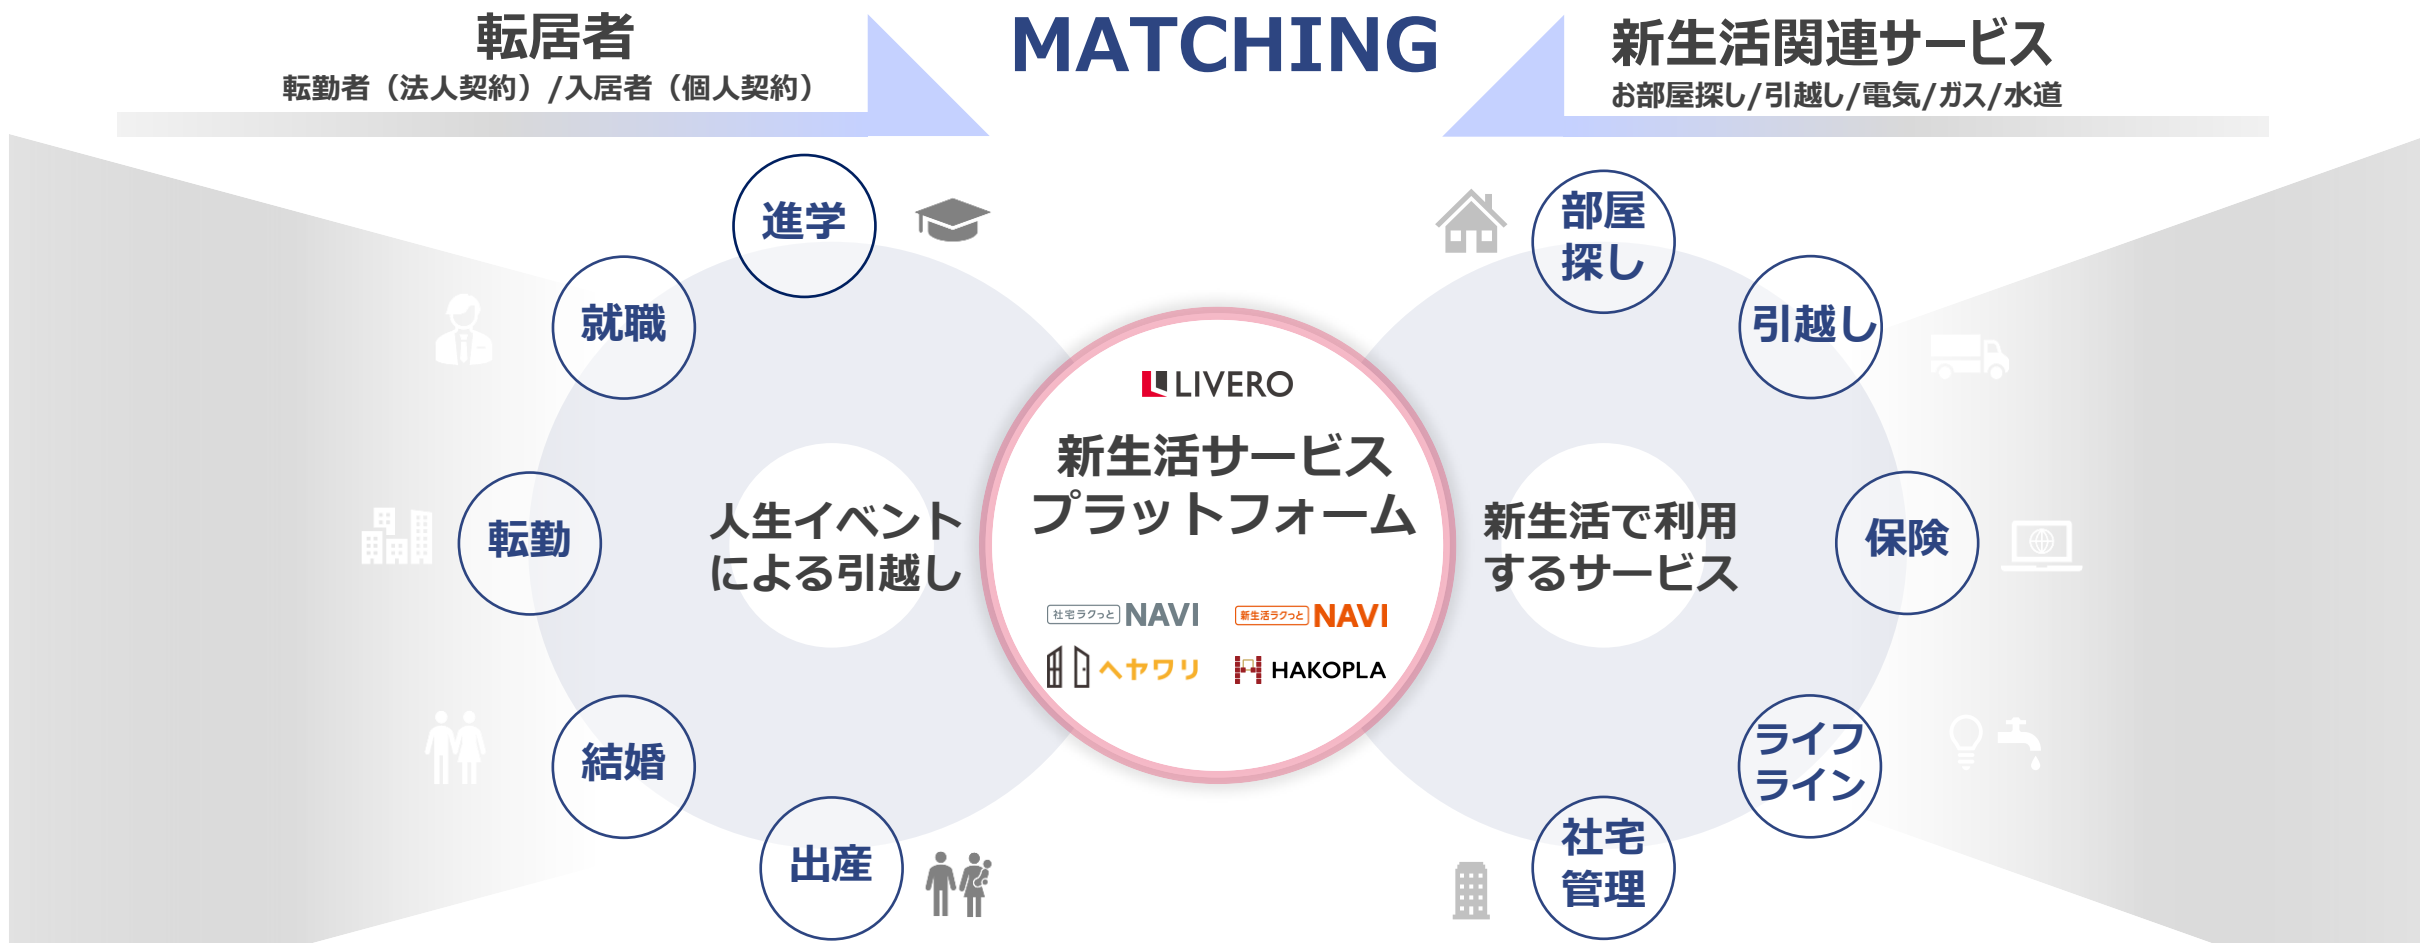 転居者
転勤者（法人契約）/入居者（個人契約）
MATCHING
新生活関連サービス
お部屋探し/引越し/電気/ガス/水道
進学
就職
転勤
結婚
出産
人生イベント
による引越し
LIVERO
新生活サービス
プラットフォーム
社宅ラクっと NAVI
新生活ラクっと NAVI
ヘヤワリ
HAKOPLA
新生活で利用
するサービス
部屋
探し
引越し
保険
ライフ
ライン
社宅
管理